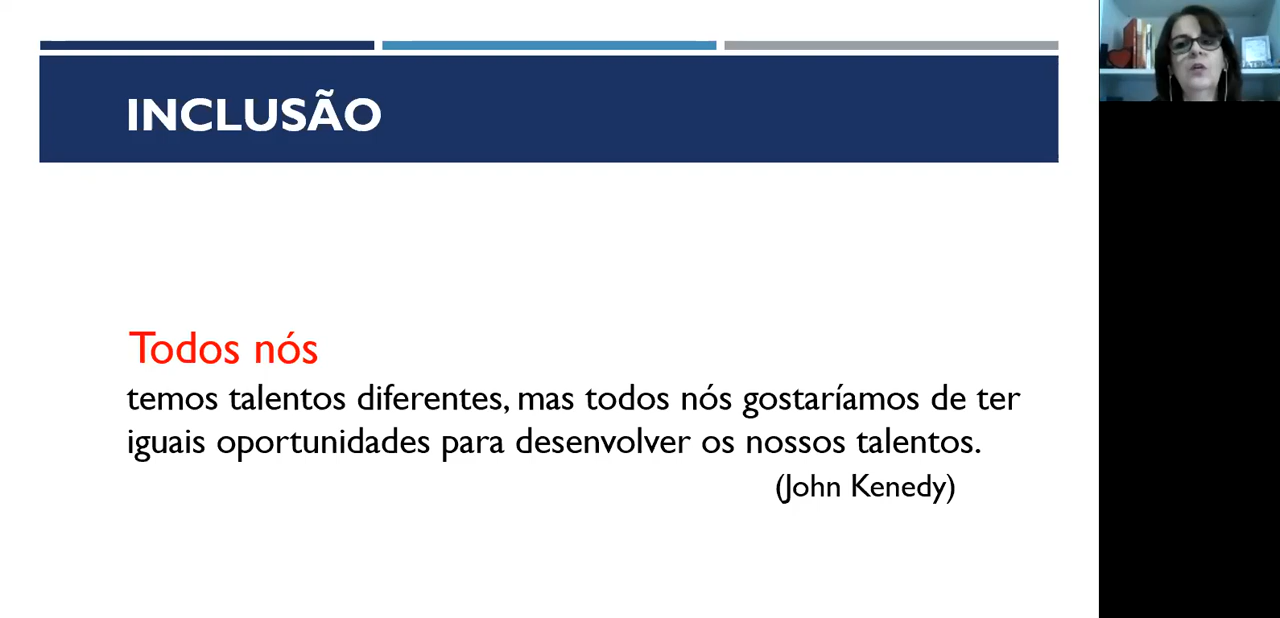 INCLUSÃO
Todos nós
temos talentos diferentes, mas todos nós gostaríamos de ter
iguais oportunidades para desenvolver os nossos talentos.
(John Kenedy)